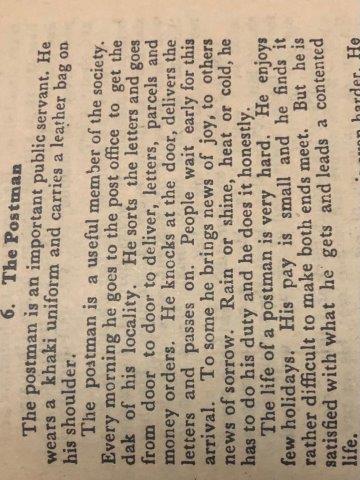 6. The Postman
The postman is an important public servant. He
wears a khaki uniform and carries a leather bag on
his shoulder.
The postman is a useful member of the society.
Every morning he goes to the post office to get the
dak of his locality. He sorts the letters and goes
from door to door to deliver, letters, parcels and
money orders. He knocks at the door, delivers the
letters and passes on. People wait early for this
arrival. To some he brings news of joy, to others
news of sorrow. Rain or shine, heat or cold, he
has to do his duty and he does it honestly.
The life of a postman is very hard. He enjoys
few holidays. His pay is small and he finds it
rather difficult to make both ends meet. But he is
satisfied with what he gets and leads a contented
life.
harder. He